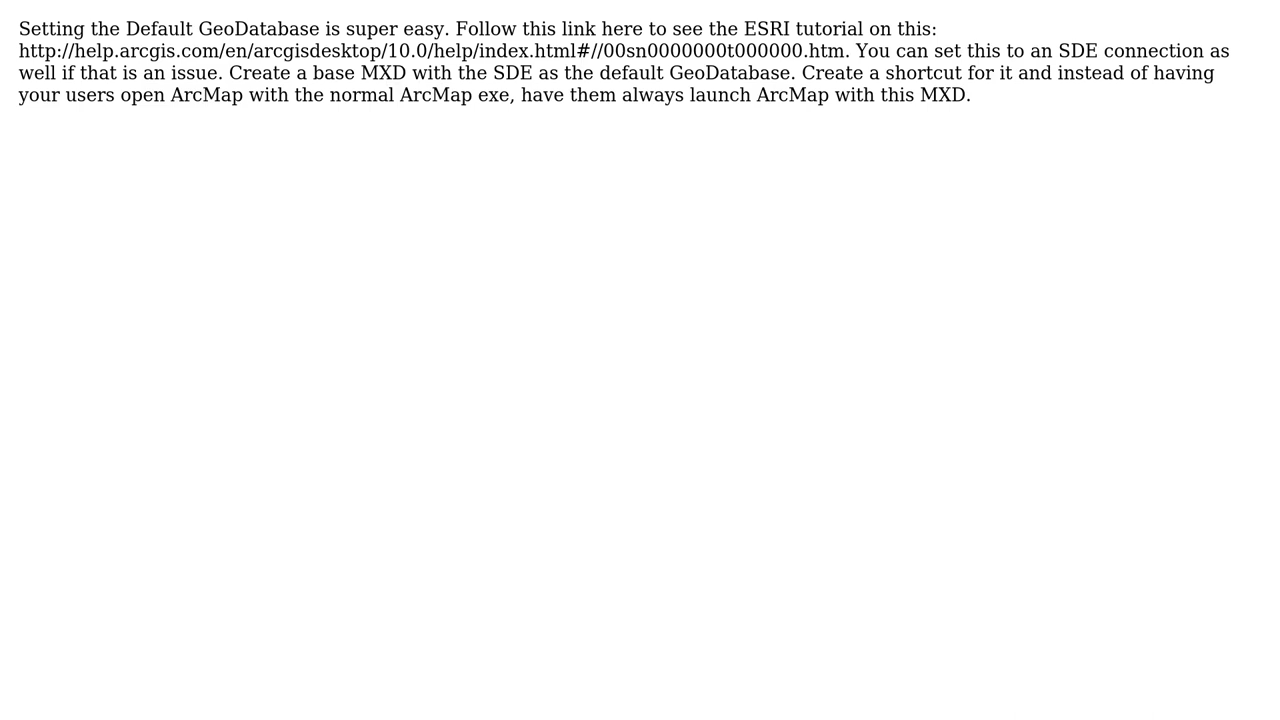 Setting the Default GeoDatabase is super easy. Follow this link here to see the ESRI tutorial on this:
http://help.arcgis.com/en/arcgisdesktop/10.0/help/index.html#//00sn0000000t000000.htm. You can set this to an SDE connection as
well if that is an issue. Create a base MXD with the SDE as the default GeoDatabase. Create a shortcut for it and instead of having
your users open ArcMap with the normal ArcMap exe, have them always launch ArcMap with this MXD.